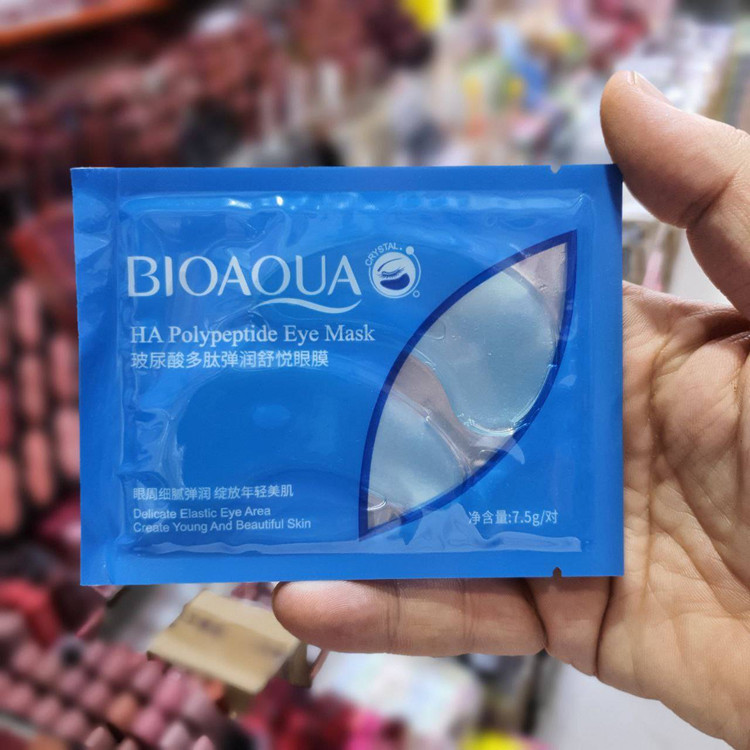 BIOAQUA
CRYSTAL
HA Polypeptide Eye Mask
玻尿酸多肽弹润舒悦眼膜
眼周细腻弹润 绽放年轻美肌
Delicate Elastic Eye Area
Create Young And Beautiful Skin
净含量:7.5g/对